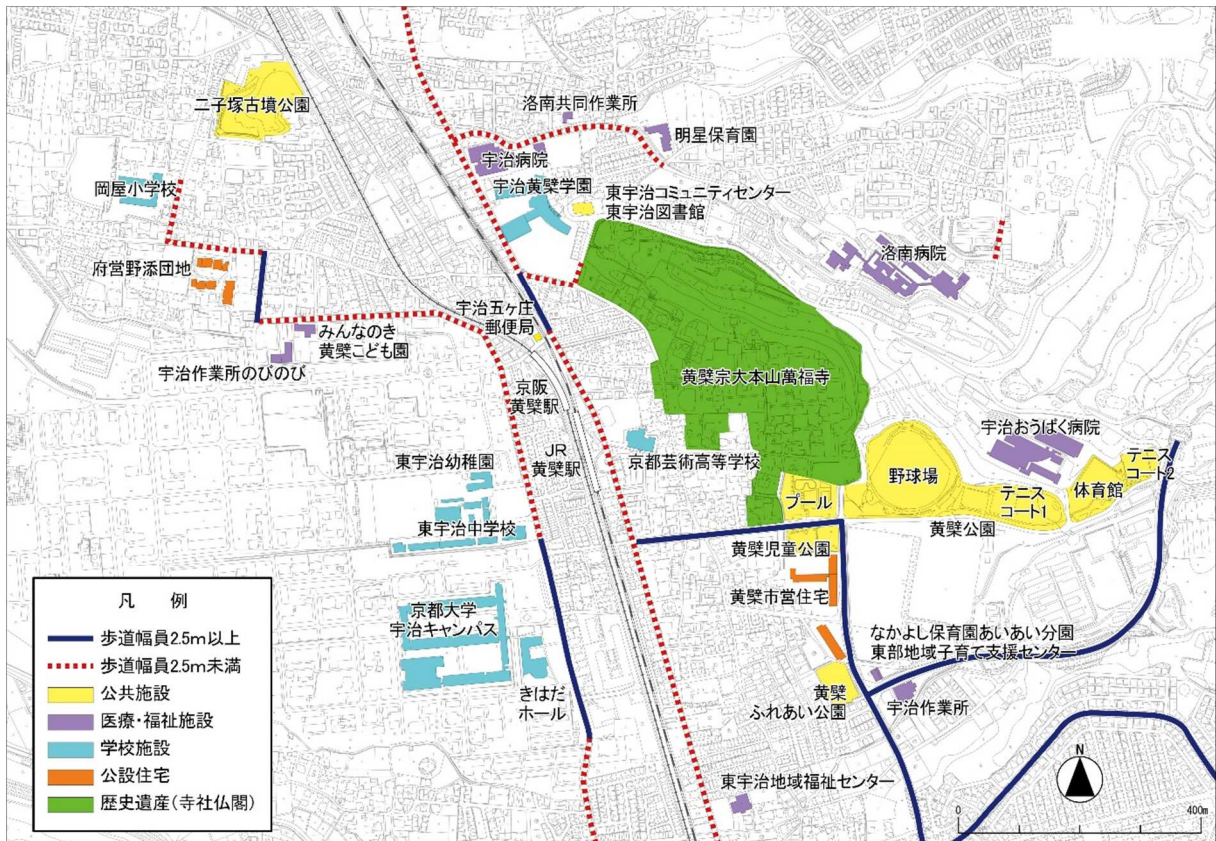 二子塚古墳公園
洛南共同作業所
明星保育園
宇治病院
岡屋小学校
宇治黄檗学園
東宇治コミュニティセンター
東宇治図書館
府営野添団地
洛南病院
宇治五ヶ庄
郵便局
みんなのき
黄檗こども園
宇治作業所のびのび
黄檗宗大本山萬福寺
京阪
黄檗駅
JR
黄檗駅
京都芸術高等学校
宇治おうばく病院
テニス
コート2
東宇治幼稚園
野球場
体育館
プール
テニス
コート1
東宇治中学校
黄檗公園
黄檗児童公園
黄檗市営住宅
京都大学
宇治キャンパス
なかよし保育園あいあい分園
東部地域子育て支援センター
きはだ
ホール
黄檗
ふれあい公園
宇治作業所
東宇治地域福祉センター
凡 例
歩道幅員2.5m以上
歩道幅員2.5m未満
公共施設
医療・福祉施設
学校施設
公設住宅
歴史遺産(寺社仏閣)
N
0 400m